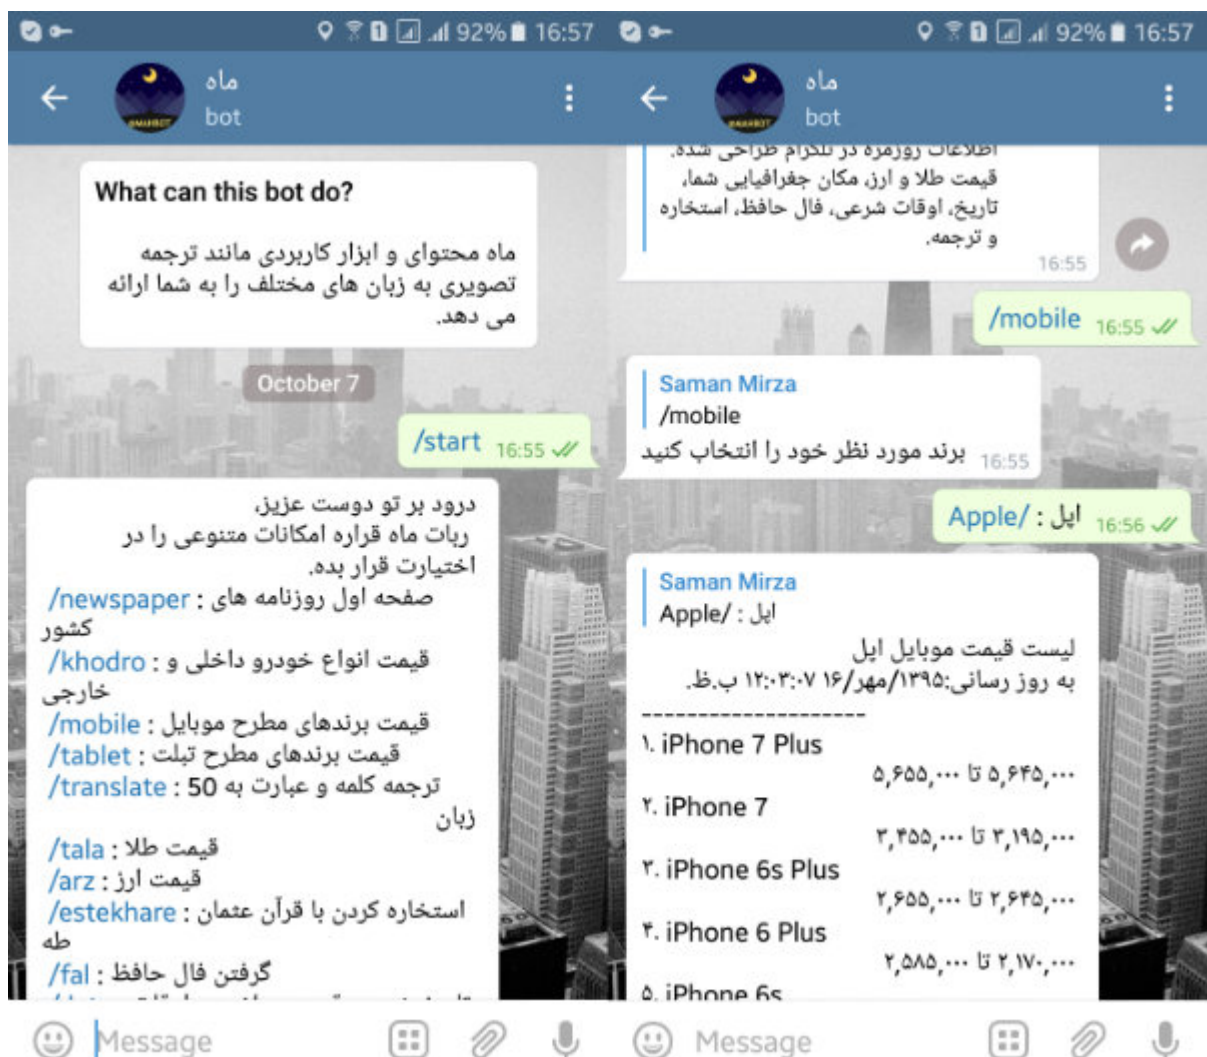 92% 16:57
ماه
bot
What can this bot do?
ماه محتوای و ابزار کاربردی مانند ترجمه
تصویری به زبان های مختلف را به شما ارائه
می دهد.
October 7
/start 16:55
درود بر تو دوست عزیز،
ربات ماه قراره امکانات متنوعی را در
اختیارت قرار بده.
/newspaper : صفحه اول روزنامه های
کشور
/khodro : قیمت انواع خودرو داخلی و
خارجی
/mobile : قیمت برندهای مطرح موبایل
/tablet : قیمت برندهای مطرح تبلت
/translate : ترجمه کلمه و عبارت به 50
زبان
/tala : قیمت طلا
/arz : قیمت ارز
/estekhare : استخاره کردن با قرآن عثمان
طه
/fal : گرفتن فال حافظ
Message
92% 16:57
ماه
bot
اطلاعات روزمره در تلگرام طراحی شده.
قیمت طلا و ارز، مکان جغرافیایی شما،
تاریخ، اوقات شرعی، فال حافظ، استخاره
و ترجمه.
16:55
/mobile 16:55
Saman Mirza
/mobile
برند مورد نظر خود را انتخاب کنید 16:55
اپل : /Apple 16:56
Saman Mirza
اپل : /Apple
لیست قیمت موبایل اپل
به روز رسانی:۱۳۹۵/مهر/۱۶ ۱۲:۰۳:۰۷ ب.ظ.
--------------------
۱. iPhone 7 Plus
۵,۶۴۵,۰۰۰ تا ۵,۶۵۵,۰۰۰
۲. iPhone 7
۳,۱۹۵,۰۰۰ تا ۳,۴۵۵,۰۰۰
۳. iPhone 6s Plus
۲,۶۴۵,۰۰۰ تا ۲,۶۵۵,۰۰۰
۴. iPhone 6 Plus
۲,۱۷۰,۰۰۰ تا ۲,۵۸۵,۰۰۰
۵. iPhone 6s
Message